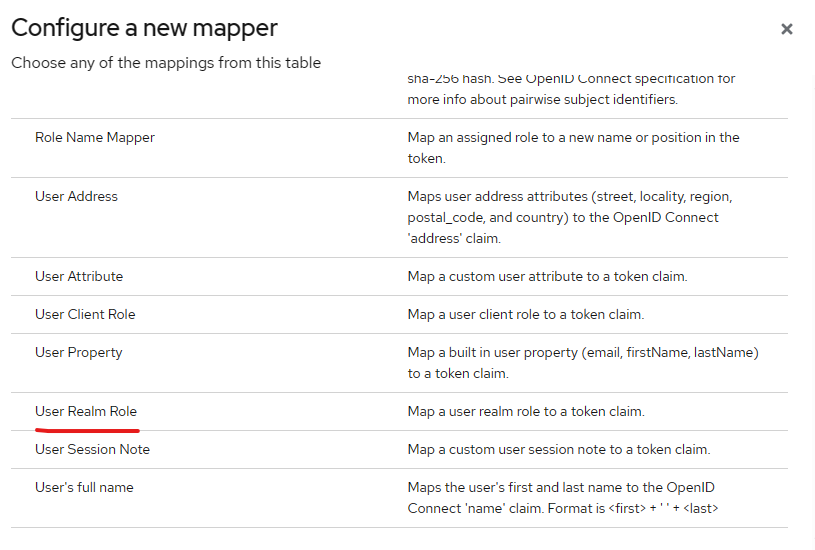 Configure a new mapper
Choose any of the mappings from this table
sha-256 hash. See OpenID Connect specification for
more info about pairwise subject identifiers.
Role Name Mapper
Map an assigned role to a new name or position in the
token.
User Address
Maps user address attributes (street, locality, region,
postal_code, and country) to the OpenID Connect
'address' claim.
User Attribute
Map a custom user attribute to a token claim.
User Client Role
Map a user client role to a token claim.
User Property
Map a built in user property (email, firstName, lastName)
to a token claim.
User Realm Role
Map a user realm role to a token claim.
User Session Note
Map a custom user session note to a token claim.
User's full name
Maps the user's first and last name to the OpenID
Connect 'name' claim. Format is <first> + ' ' + <last>